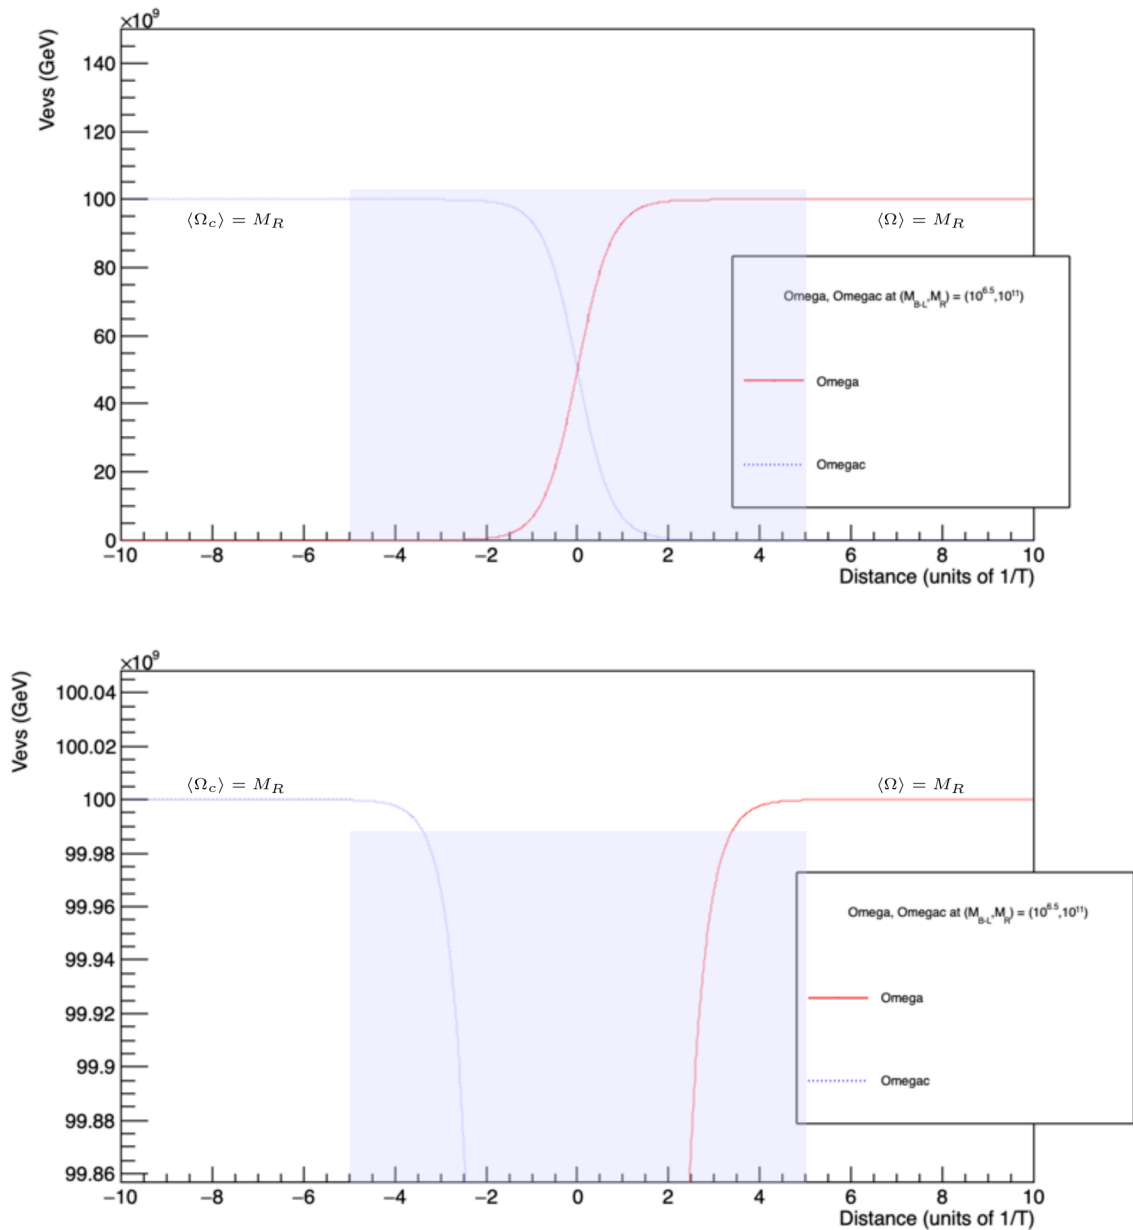 ×10⁹
Vevs (GeV)
140
120
100
80
60
40
20
0
⟨Ω_c⟩ = M_R
⟨Ω⟩ = M_R
Omega, Omegac at (M_B-L,M_R) = (10^6.5,10^11)
Omega
Omegac
−10 −8 −6 −4 −2 0 2 4 6 8 10
Distance (units of 1/T)
×10⁹
Vevs (GeV)
100.04
100.02
100
99.98
99.96
99.94
99.92
99.9
99.88
99.86
⟨Ω_c⟩ = M_R
⟨Ω⟩ = M_R
Omega, Omegac at (M_B-L,M_R) = (10^6.5,10^11)
Omega
Omegac
−10 −8 −6 −4 −2 0 2 4 6 8 10
Distance (units of 1/T)